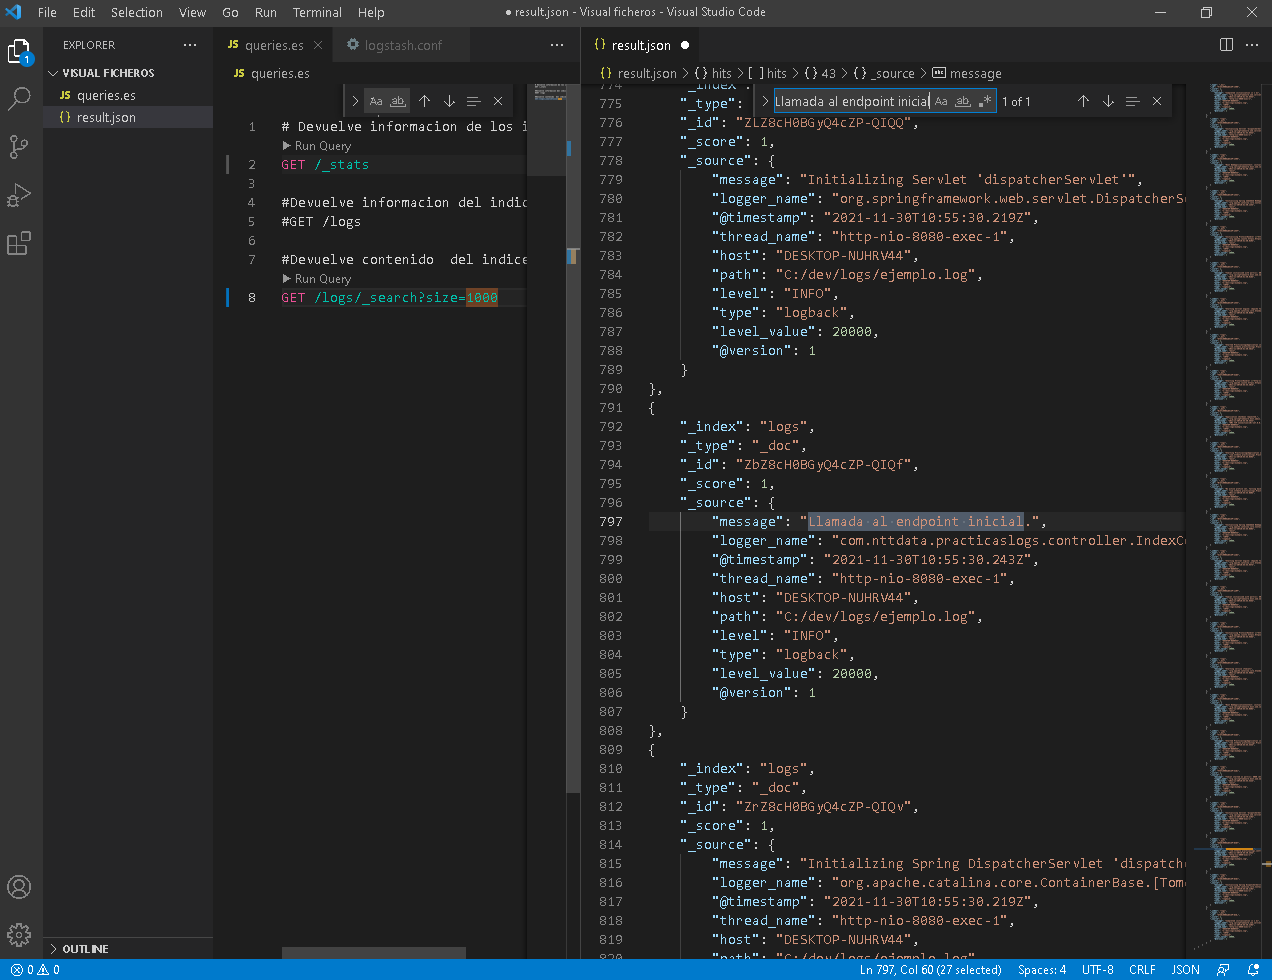 File Edit Selection View Go Run Terminal Help
● result.json - Visual ficheros - Visual Studio Code
EXPLORER
VISUAL FICHEROS
JS queries.es
{} result.json
OUTLINE
JS queries.es
logstash.conf
JS queries.es
Aa ab
1 # Devuelve informacion de los i
Run Query
2 GET /_stats
3
4 #Devuelve informacion del indic
5 #GET /logs
6
7 #Devuelve contenido  del indice
Run Query
8 GET /logs/_search?size=1000
{} result.json ●
{} result.json > {} hits > [ ] hits > {} 43 > {} _source > abc message
Llamada al endpoint inicial Aa ab .* 1 of 1
774 "_index":
775 "_type":
776 "_id": "ZLZ8cH0BGyQ4cZP-QIQQ",
777 "_score": 1,
778 "_source": {
779 "message": "Initializing Servlet 'dispatcherServlet'",
780 "logger_name": "org.springframework.web.servlet.DispatcherS
781 "@timestamp": "2021-11-30T10:55:30.219Z",
782 "thread_name": "http-nio-8080-exec-1",
783 "host": "DESKTOP-NUHRV44",
784 "path": "C:/dev/logs/ejemplo.log",
785 "level": "INFO",
786 "type": "logback",
787 "level_value": 20000,
788 "@version": 1
789 }
790 },
791 {
792 "_index": "logs",
793 "_type": "_doc",
794 "_id": "ZbZ8cH0BGyQ4cZP-QIQf",
795 "_score": 1,
796 "_source": {
797 "message": "Llamada al endpoint inicial.",
798 "logger_name": "com.nttdata.practicaslogs.controller.IndexCo
799 "@timestamp": "2021-11-30T10:55:30.243Z",
800 "thread_name": "http-nio-8080-exec-1",
801 "host": "DESKTOP-NUHRV44",
802 "path": "C:/dev/logs/ejemplo.log",
803 "level": "INFO",
804 "type": "logback",
805 "level_value": 20000,
806 "@version": 1
807 }
808 },
809 {
810 "_index": "logs",
811 "_type": "_doc",
812 "_id": "ZrZ8cH0BGyQ4cZP-QIQv",
813 "_score": 1,
814 "_source": {
815 "message": "Initializing Spring DispatcherServlet 'dispatch
816 "logger_name": "org.apache.catalina.core.ContainerBase.[Tom
817 "@timestamp": "2021-11-30T10:55:30.219Z",
818 "thread_name": "http-nio-8080-exec-1",
819 "host": "DESKTOP-NUHRV44",
820 "path": "C:/dev/logs/ejemplo.log",
0 0
Ln 797, Col 60 (27 selected) Spaces: 4 UTF-8 CRLF JSON